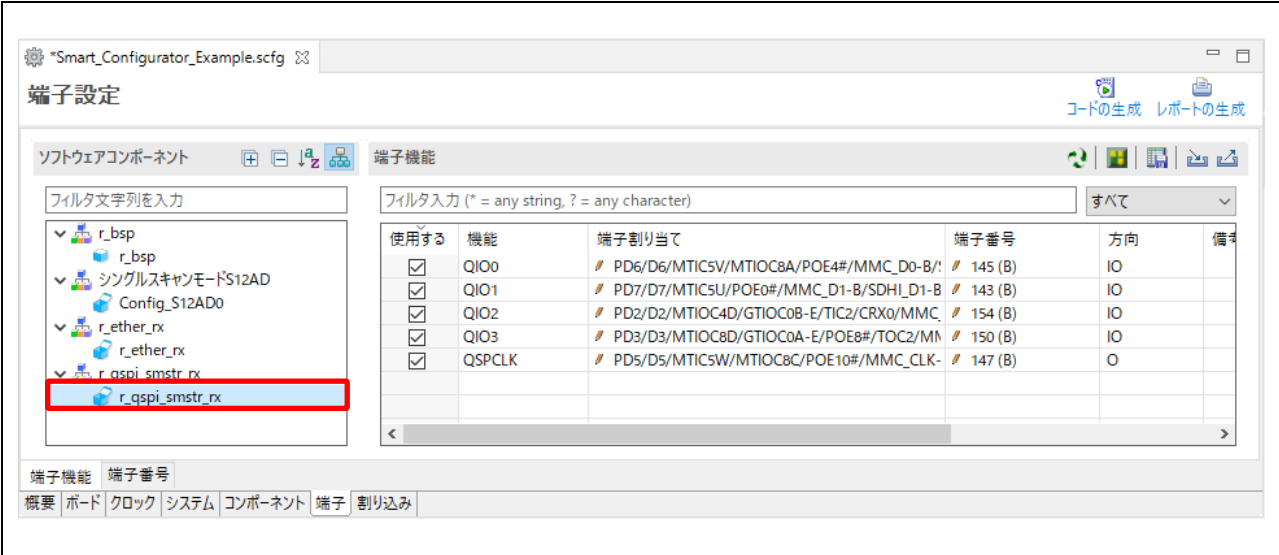 *Smart_Configurator_Example.scfg
端子設定
コードの生成 レポートの生成
ソフトウェアコンポーネント
端子機能
フィルタ文字列を入力
フィルタ入力 (* = any string, ? = any character)
すべて
r_bsp
r_bsp
シングルスキャンモードS12AD
Config_S12AD0
r_ether_rx
r_ether_rx
r_qspi_smstr_rx
r_qspi_smstr_rx
使用する 機能 端子割り当て 端子番号 方向 備考
QIO0 PD6/D6/MTIC5V/MTIOC8A/POE4#/MMC_D0-B/ 145 (B) IO
QIO1 PD7/D7/MTIC5U/POE0#/MMC_D1-B/SDHI_D1-B 143 (B) IO
QIO2 PD2/D2/MTIOC4D/GTIOC0B-E/TIC2/CRX0/MMC_ 154 (B) IO
QIO3 PD3/D3/MTIOC8D/GTIOC0A-E/POE8#/TOC2/MM 150 (B) IO
QSPCLK PD5/D5/MTIC5W/MTIOC8C/POE10#/MMC_CLK- 147 (B) O
端子機能 端子番号
概要 ボード クロック システム コンポーネント 端子 割り込み